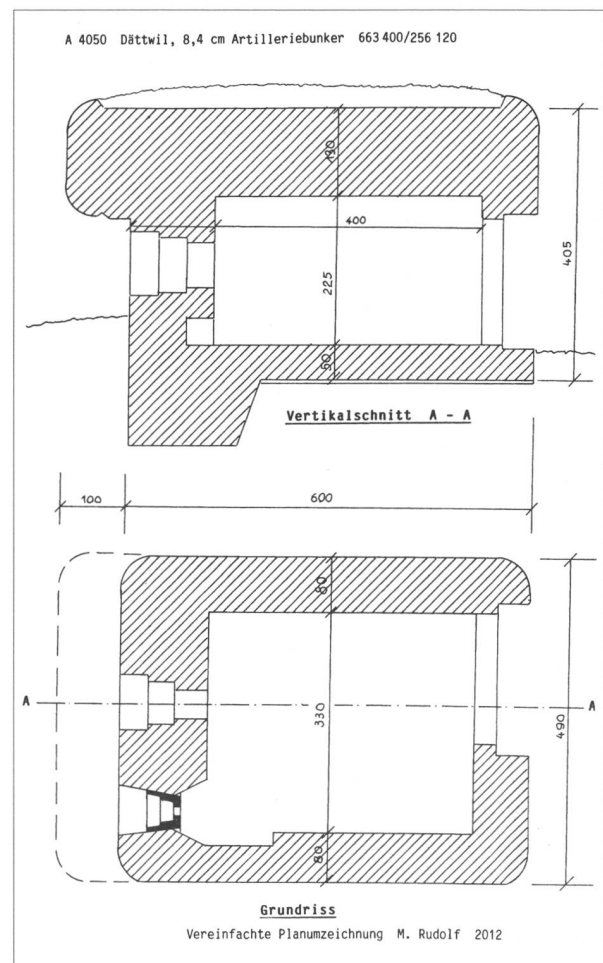 A 4050 Dättwil, 8,4 cm Artilleriebunker 663 400/256 120
130
400
405
225
50
Vertikalschnitt A - A
100
600
80
A
A
330
490
80
Grundriss
Vereinfachte Planumzeichnung M. Rudolf 2012